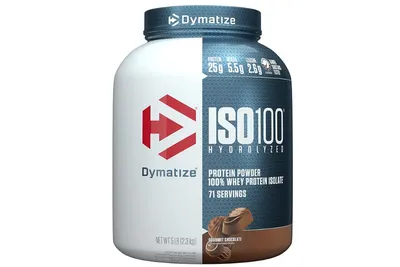 Dymatize
PROTEIN
25g 5.5g 2.6g
ISO100
HYDROLYZED
Dymatize®
PROTEIN POWDER
100% WHEY PROTEIN ISOLATE
71 SERVINGS
GOURMET CHOCOLATE
NET WT 5 LB (2.3 kg)